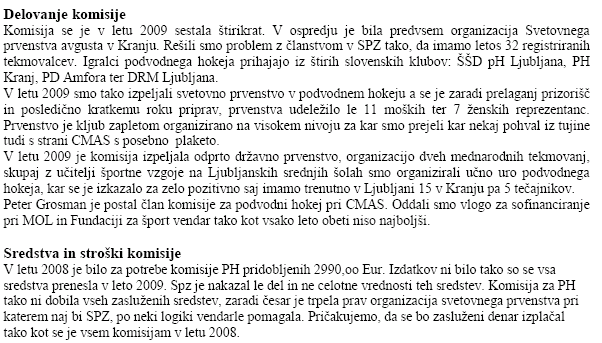 Delovanje komisije
Komisija se je v letu 2009 sestala štirikrat. V ospredju je bila predvsem organizacija Svetovnega
prvenstva avgusta v Kranju. Rešili smo problem z članstvom v SPZ tako, da imamo letos 32 registriranih
tekmovalcev. Igralci podvodnega hokeja prihajajo iz štirih slovenskih klubov: ŠŠD pH Ljubljana, PH
Kranj, PD Amfora ter DRM Ljubljana.
V letu 2009 smo tako izpeljali svetovno prvenstvo v podvodnem hokeju a se je zaradi prelaganj prizorišč
in posledično kratkemu roku priprav, prvenstva udeležilo le 11 moških ter 7 ženskih reprezentanc.
Prvenstvo je kljub zapletom organizirano na visokem nivoju za kar smo prejeli kar nekaj pohval iz tujine
tudi s strani CMAS s posebno  plaketo.
V letu 2009 je komisija izpeljala odprto državno prvenstvo, organizacijo dveh mednarodnih tekmovanj,
skupaj z učitelji športne vzgoje na Ljubljanskih srednjih šolah smo organizirali učno uro podvodnega
hokeja, kar se je izkazalo za zelo pozitivno saj imamo trenutno v Ljubljani 15 v Kranju pa 5 tečajnikov.
Peter Grosman je postal član komisije za podvodni hokej pri CMAS. Oddali smo vlogo za sofinanciranje
pri MOL in Fundaciji za šport vendar tako kot vsako leto obeti niso najboljši.
Sredstva in stroški komisije
V letu 2008 je bilo za potrebe komisije PH pridobljenih 2990,oo Eur. Izdatkov ni bilo tako so se vsa
sredstva prenesla v leto 2009. Spz je nakazal le del in ne celotne vrednosti teh sredstev. Komisija za PH
tako ni dobila vseh zasluženih sredstev, zaradi česar je trpela prav organizacija svetovnega prvenstva pri
katerem naj bi SPZ, po neki logiki vendarle pomagala. Pričakujemo, da se bo zasluženi denar izplačal
tako kot se je vsem komisijam v letu 2008.